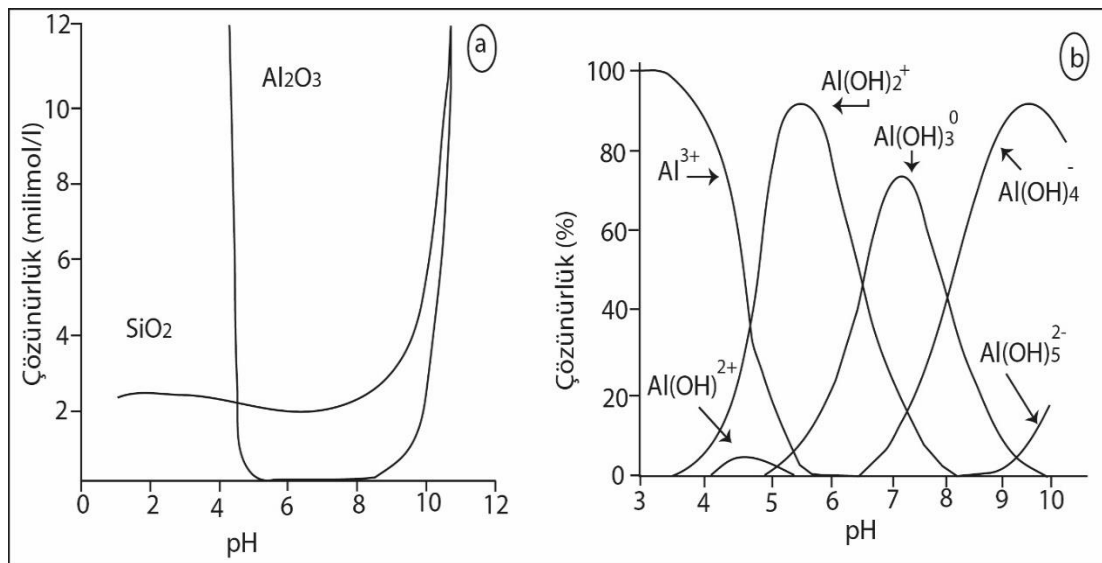 a
Çözünürlük (milimol/l)
12
10
8
6
4
2
Al2O3
SiO2
0 2 4 6 8 10 12
pH
b
Çözünürlük (%)
100
80
60
40
20
0
Al(OH)2+
Al(OH)30
Al3+
Al(OH)4-
Al(OH)2+
Al(OH)52-
3 4 5 6 7 8 9 10
pH